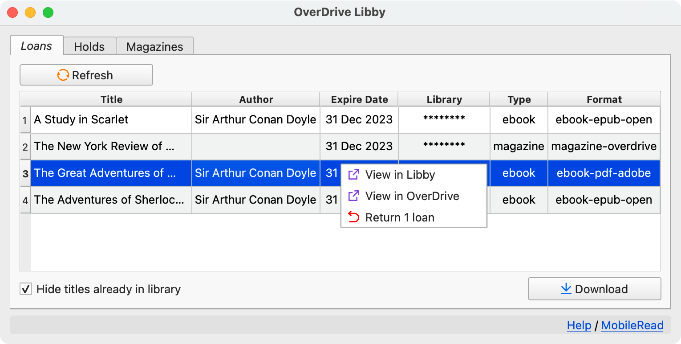 OverDrive Libby
Loans Holds Magazines
Refresh
Title Author Expire Date Library Type Format
1 A Study in Scarlet Sir Arthur Conan Doyle 31 Dec 2023 ******** ebook ebook-epub-open
2 The New York Review of ... 31 Dec 2023 ******** magazine magazine-overdrive
3 The Great Adventures of ... Sir Arthur Conan Doyle 31 ebook ebook-pdf-adobe
4 The Adventures of Sherloc... Sir Arthur Conan Doyle 31 ebook ebook-epub-open
View in Libby
View in OverDrive
Return 1 loan
Hide titles already in library
Download
Help / MobileRead